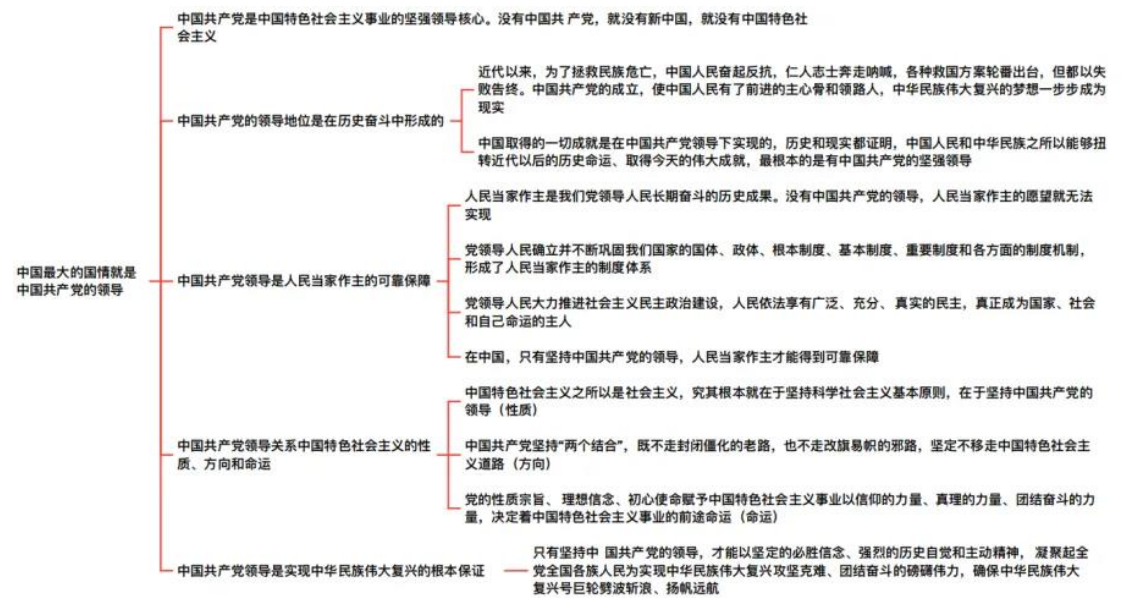 中国共产党是中国特色社会主义事业的坚强领导核心。没有中国共 产党，就没有新中国，就没有中国特色社
会主义
近代以来，为了拯救民族危亡，中国人民奋起反抗，仁人志士奔走呐喊，各种救国方案轮番出台，但都以失
败告终。中国共产党的成立，使中国人民有了前进的主心骨和领路人，中华民族伟大复兴的梦想一步步成为
现实
中国共产党的领导地位是在历史奋斗中形成的
中国取得的一切成就是在中国共产党领导下实现的，历史和现实都证明，中国人民和中华民族之所以能够扭
转近代以后的历史命运、取得今天的伟大成就，最根本的是有中国共产党的坚强领导
人民当家作主是我们党领导人民长期奋斗的历史成果。没有中国共产党的领导，人民当家作主的愿望就无法
实现
党领导人民确立并不断巩固我们国家的国体、政体、根本制度、基本制度、重要制度和各方面的制度机制，
形成了人民当家作主的制度体系
中国最大的国情就是
中国共产党的领导
中国共产党领导是人民当家作主的可靠保障
党领导人民大力推进社会主义民主政治建设，人民依法享有广泛、充分、 真实的民主，真正成为国家、社会
和自己命运的主人
在中国，只有坚持中国共产党的领导，人民当家作主才能得到可靠保障
中国特色社会主义之所以是社会主义，究其根本就在于坚持科学社会主义基本原则，在于坚持中国共产党的
领导（性质）
中国共产党领导关系中国特色社会主义的性
质、方向和命运
中国共产党坚持“两个结合”，既不走封闭僵化的老路，也不走改旗易帜的邪路，坚定不移走中国特色社会主
义道路（方向）
党的性质宗旨、 理想信念、初心使命赋予中国特色社会主义事业以信仰的力量、真理的力量、团结奋斗的力
量，决定着中国特色社会主义事业的前途命运（命运）
中国共产党领导是实现中华民族伟大复兴的根本保证
只有坚持中 国共产党的领导，才能以坚定的必胜信念、强烈的历史自觉和主动精神， 凝聚起全
党全国各族人民为实现中华民族伟大复兴攻坚克难、团结奋斗的磅礴伟力，确保中华民族伟大
复兴号巨轮劈波斩浪、扬帆远航